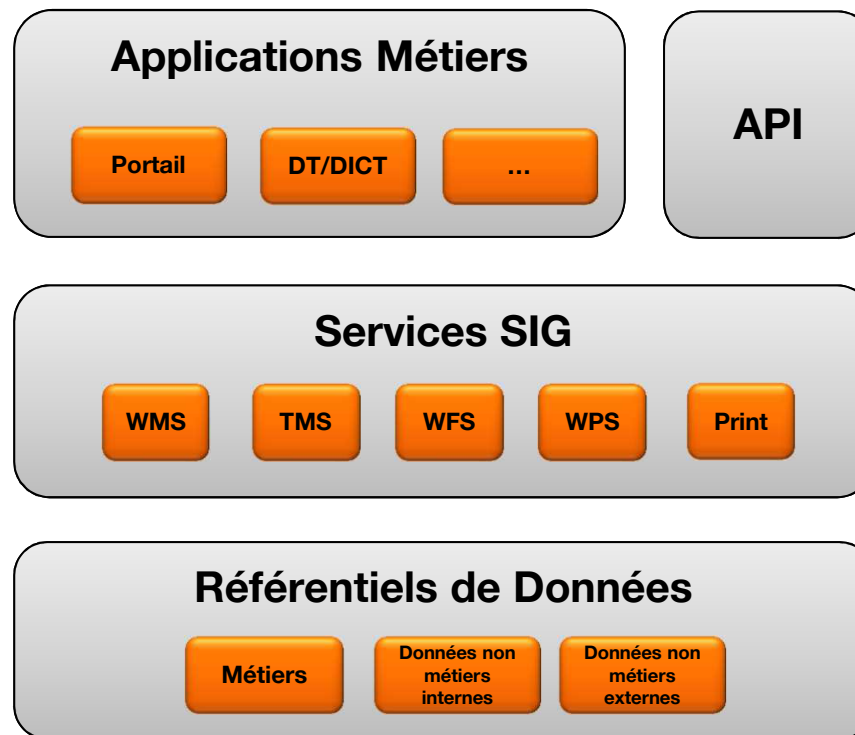 Applications Métiers
API
Portail
DT/DICT
...
Services SIG
WMS
TMS
WFS
WPS
Print
Référentiels de Données
Métiers
Données non
métiers
internes
Données non
métiers
externes